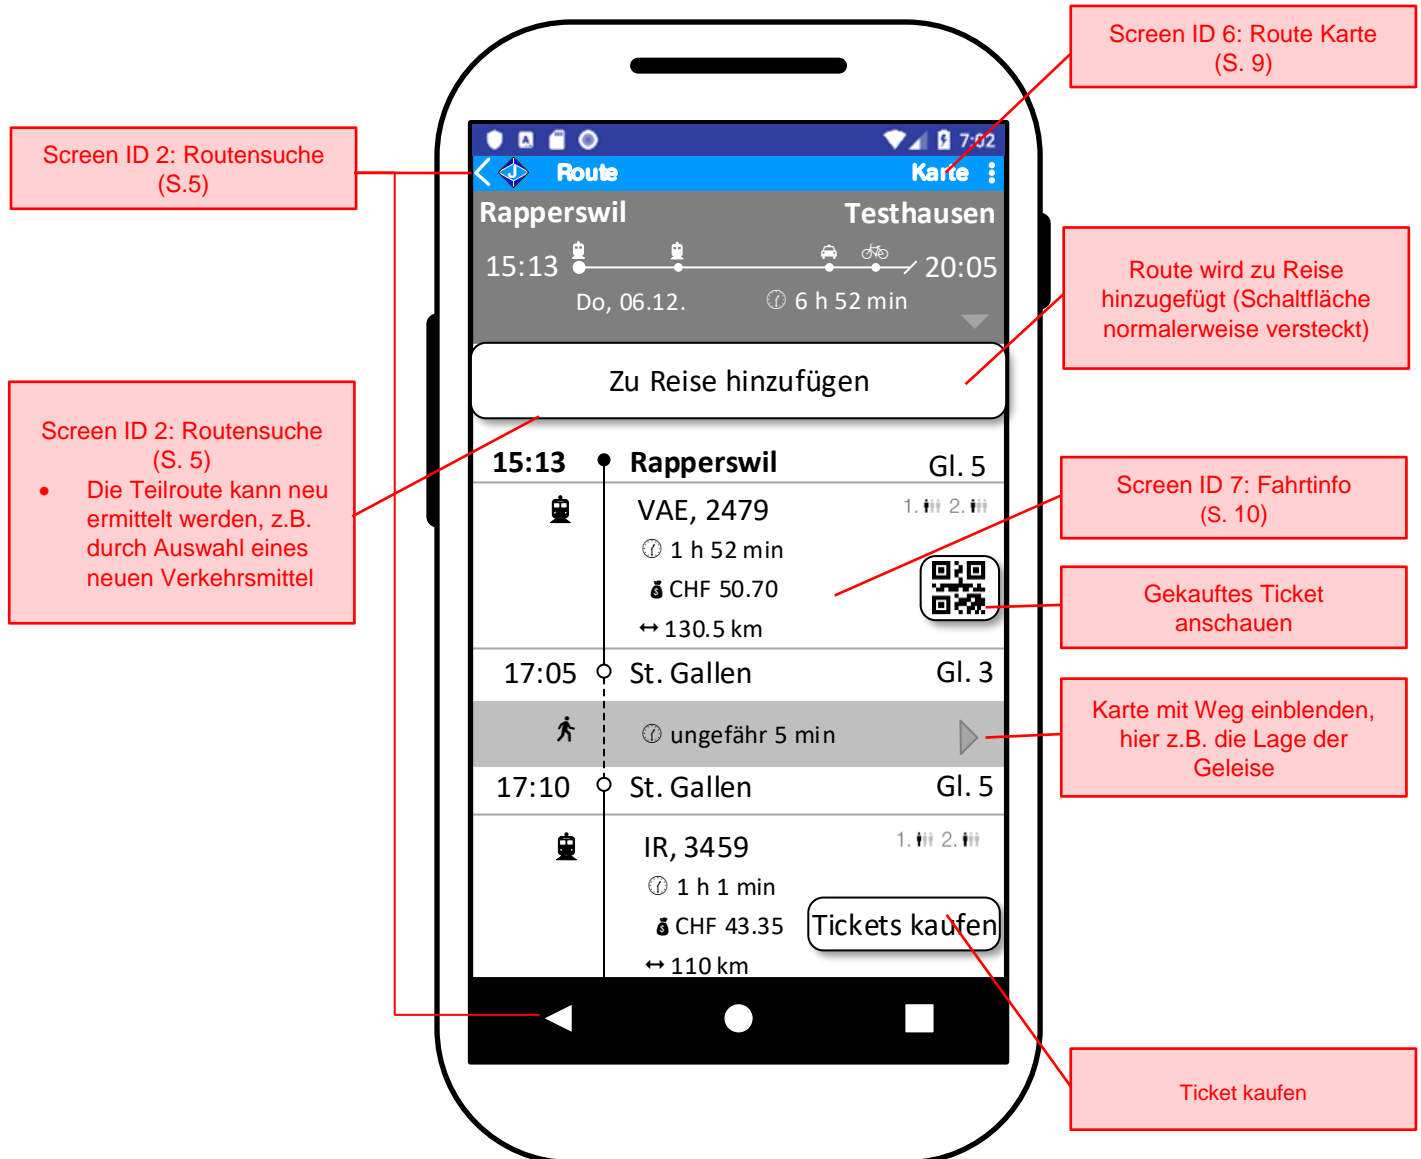 Screen ID 6: Route Karte
(S. 9)
Screen ID 2: Routensuche
(S.5)
7:02
Route
Karte
Rapperswil
Testhausen
15:13
20:05
Do, 06.12.
6 h 52 min
Route wird zu Reise
hinzugefügt (Schaltfläche
normalerweise versteckt)
Zu Reise hinzufügen
Screen ID 2: Routensuche
(S. 5)
• Die Teilroute kann neu
ermittelt werden, z.B.
durch Auswahl eines
neuen Verkehrsmittel
15:13 Rapperswil Gl. 5
VAE, 2479
1. 2.
1 h 52 min
CHF 50.70
130.5 km
Screen ID 7: Fahrtinfo
(S. 10)
Gekauftes Ticket
anschauen
17:05 St. Gallen Gl. 3
ungefähr 5 min
Karte mit Weg einblenden,
hier z.B. die Lage der
Geleise
17:10 St. Gallen Gl. 5
IR, 3459
1. 2.
1 h 1 min
CHF 43.35
Tickets kaufen
110 km
Ticket kaufen